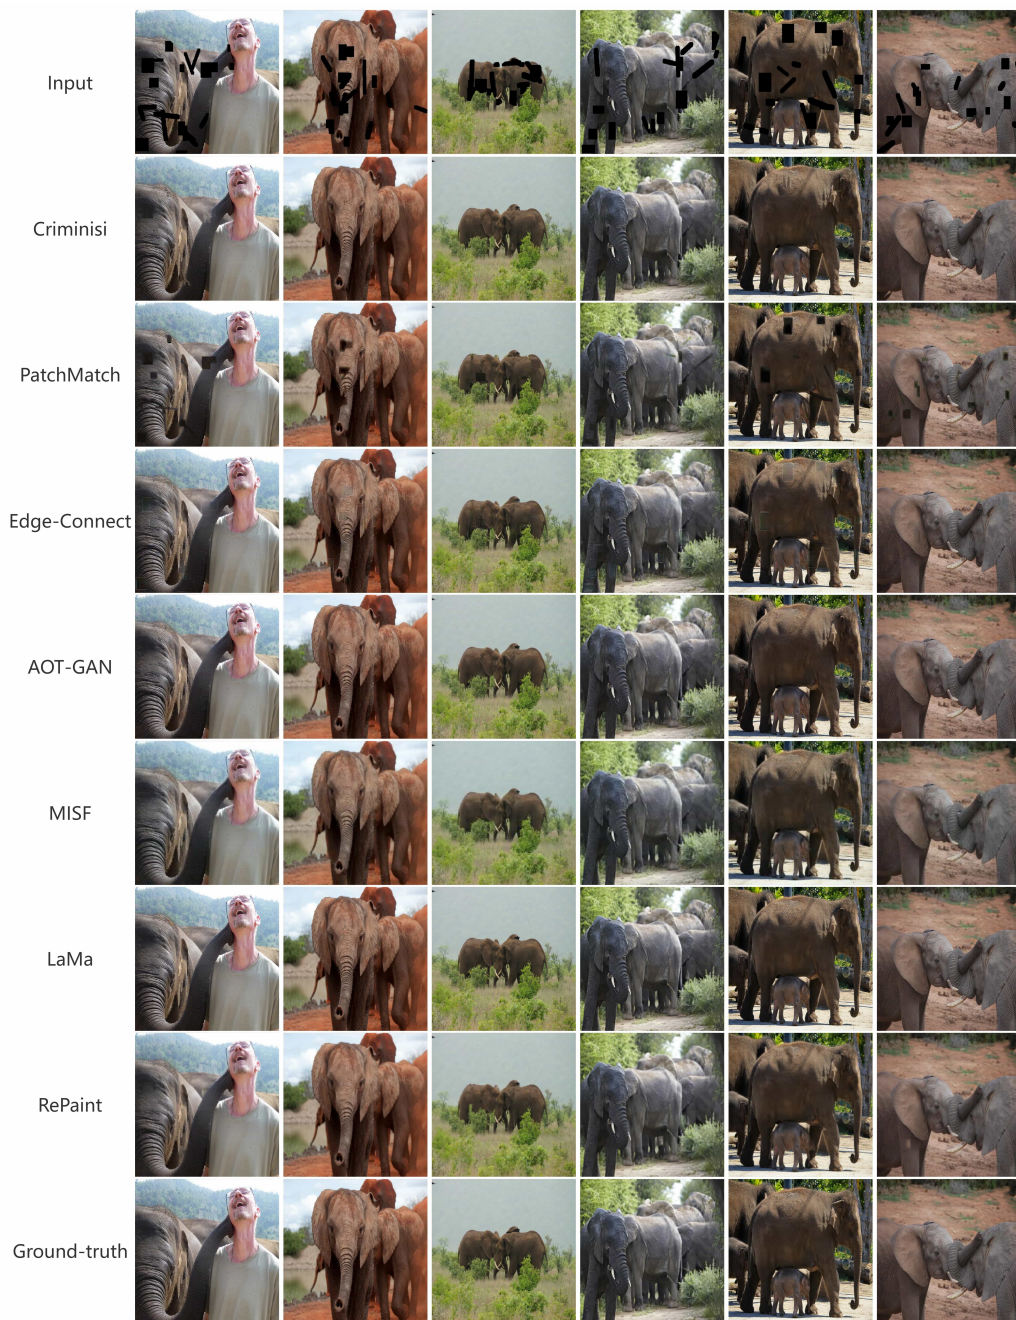 Input
Criminisi
PatchMatch
Edge-Connect
AOT-GAN
MISF
LaMa
RePaint
Ground-truth